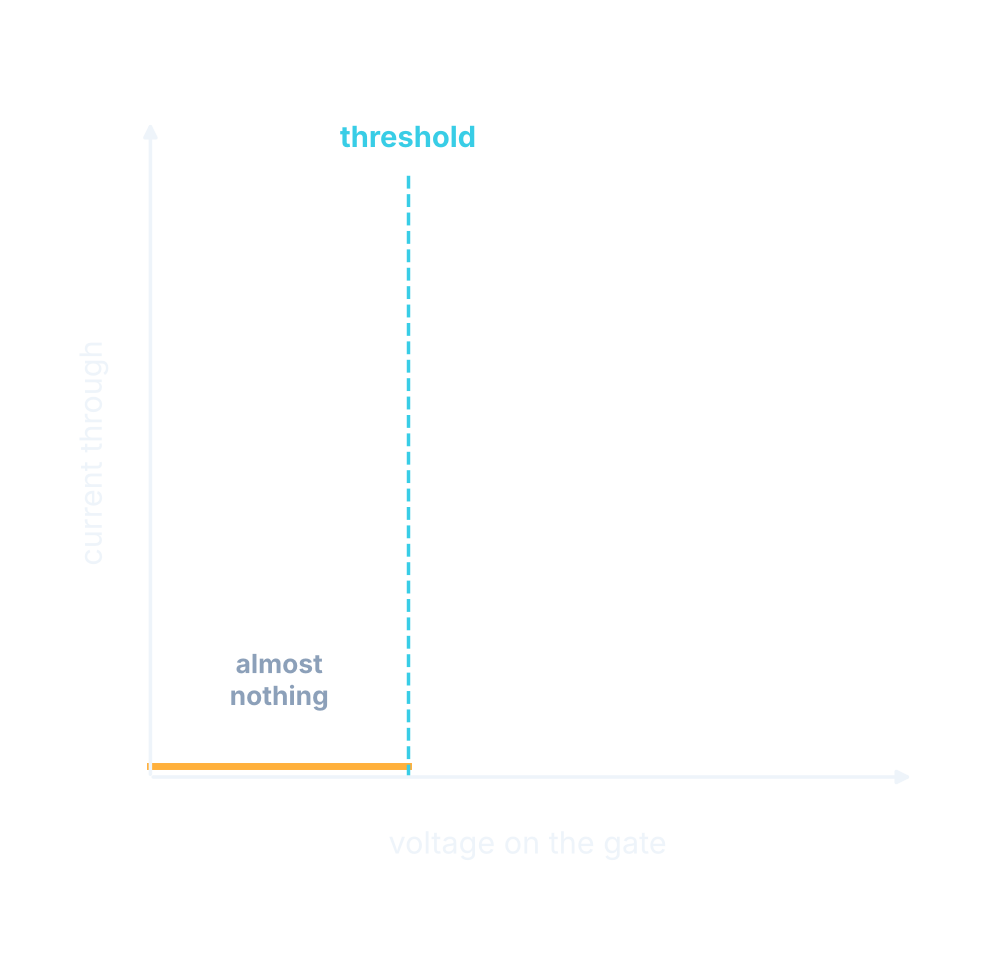 threshold
current through
almost
nothing
voltage on the gate